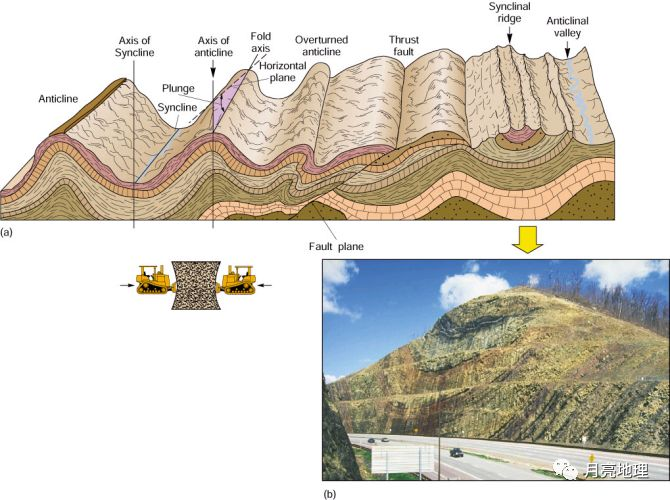 Axis of
Syncline
Axis of
anticline
Fold
axis
Overturned
anticline
Thrust
fault
Synclinal
ridge
Anticlinal
valley
Horizontal
plane
Plunge
Anticline
Syncline
Fault plane
(a)
(b)
月亮地理